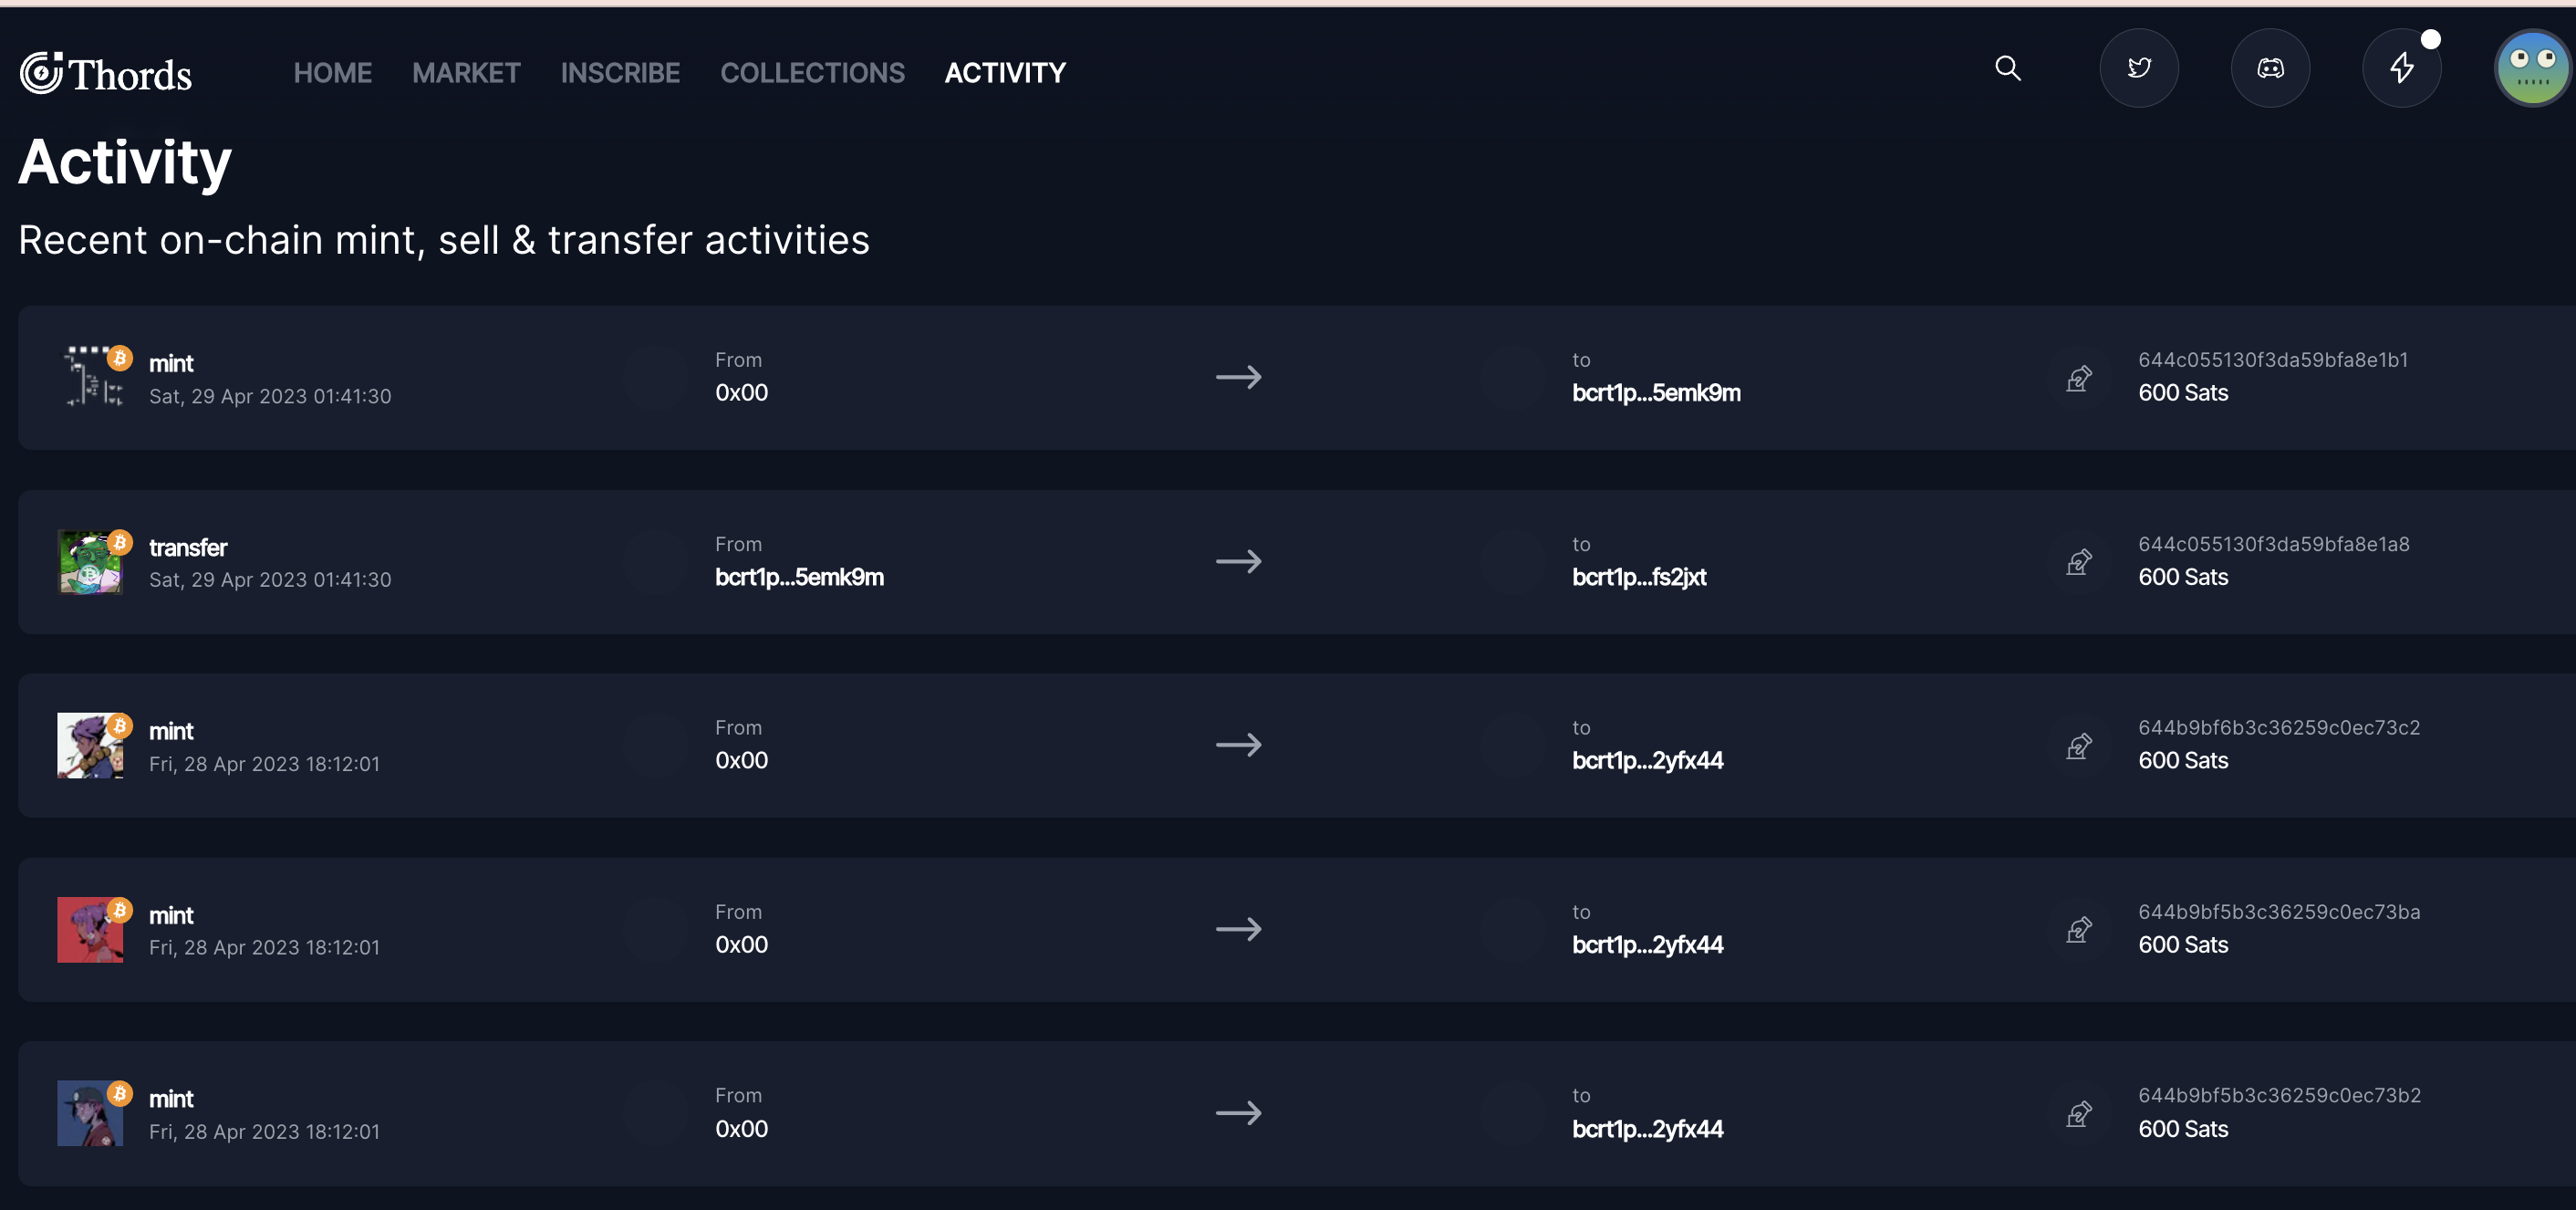 Thords
HOME MARKET INSCRIBE COLLECTIONS ACTIVITY
Activity
Recent on-chain mint, sell & transfer activities
mint
Sat, 29 Apr 2023 01:41:30
From
0x00
to
bcrt1p...5emk9m
644c055130f3da59bfa8e1b1
600 Sats
transfer
Sat, 29 Apr 2023 01:41:30
From
bcrt1p...5emk9m
to
bcrt1p...fs2jxt
644c055130f3da59bfa8e1a8
600 Sats
mint
Fri, 28 Apr 2023 18:12:01
From
0x00
to
bcrt1p...2yfx44
644b9bf6b3c36259c0ec73c2
600 Sats
mint
Fri, 28 Apr 2023 18:12:01
From
0x00
to
bcrt1p...2yfx44
644b9bf5b3c36259c0ec73ba
600 Sats
mint
Fri, 28 Apr 2023 18:12:01
From
0x00
to
bcrt1p...2yfx44
644b9bf5b3c36259c0ec73b2
600 Sats